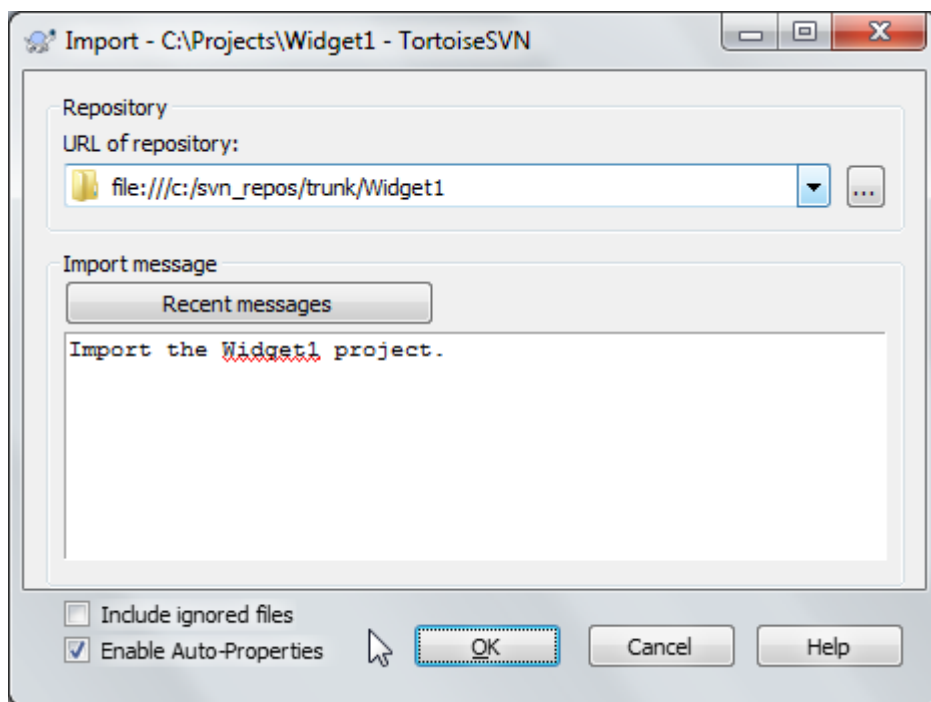 Import - C:\Projects\Widget1 - TortoiseSVN
Repository
URL of repository:
file:///c:/svn_repos/trunk/Widget1
...
Import message
Recent messages
Import the Widget1 project.
Include ignored files
Enable Auto-Properties
OK
Cancel
Help